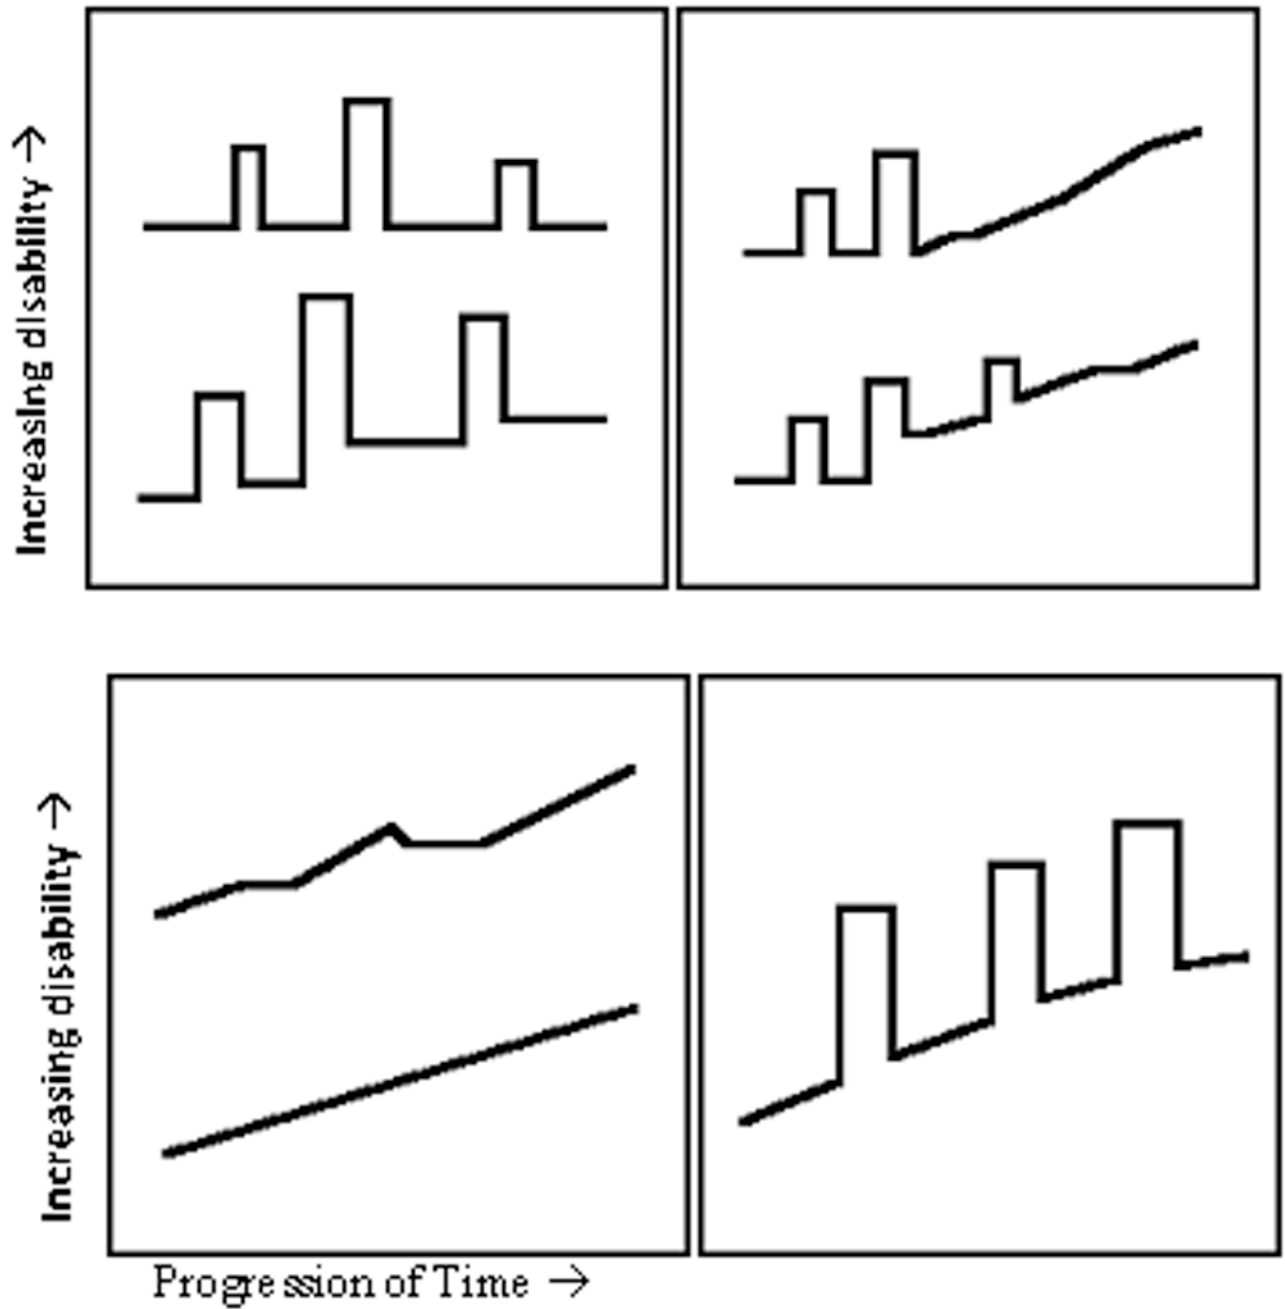 Increasing disability →
Increasing disability →
Progression of Time →